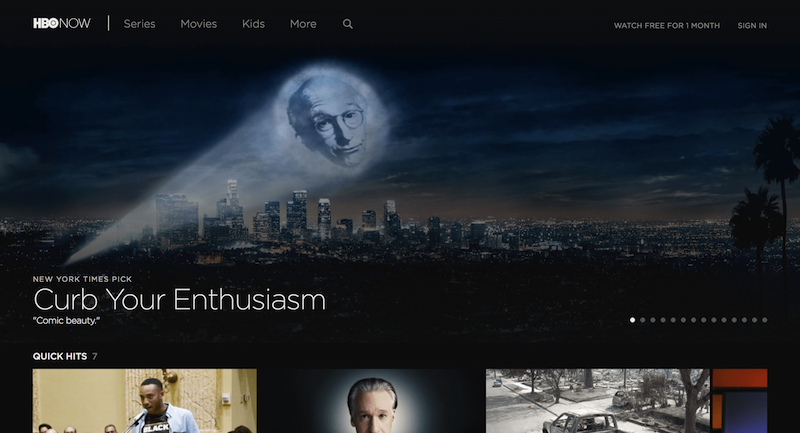 HBO NOW
Series
Movies
Kids
More
WATCH FREE FOR 1 MONTH
SIGN IN
NEW YORK TIMES PICK
Curb Your Enthusiasm
"Comic beauty."
QUICK HITS 7
BLACK